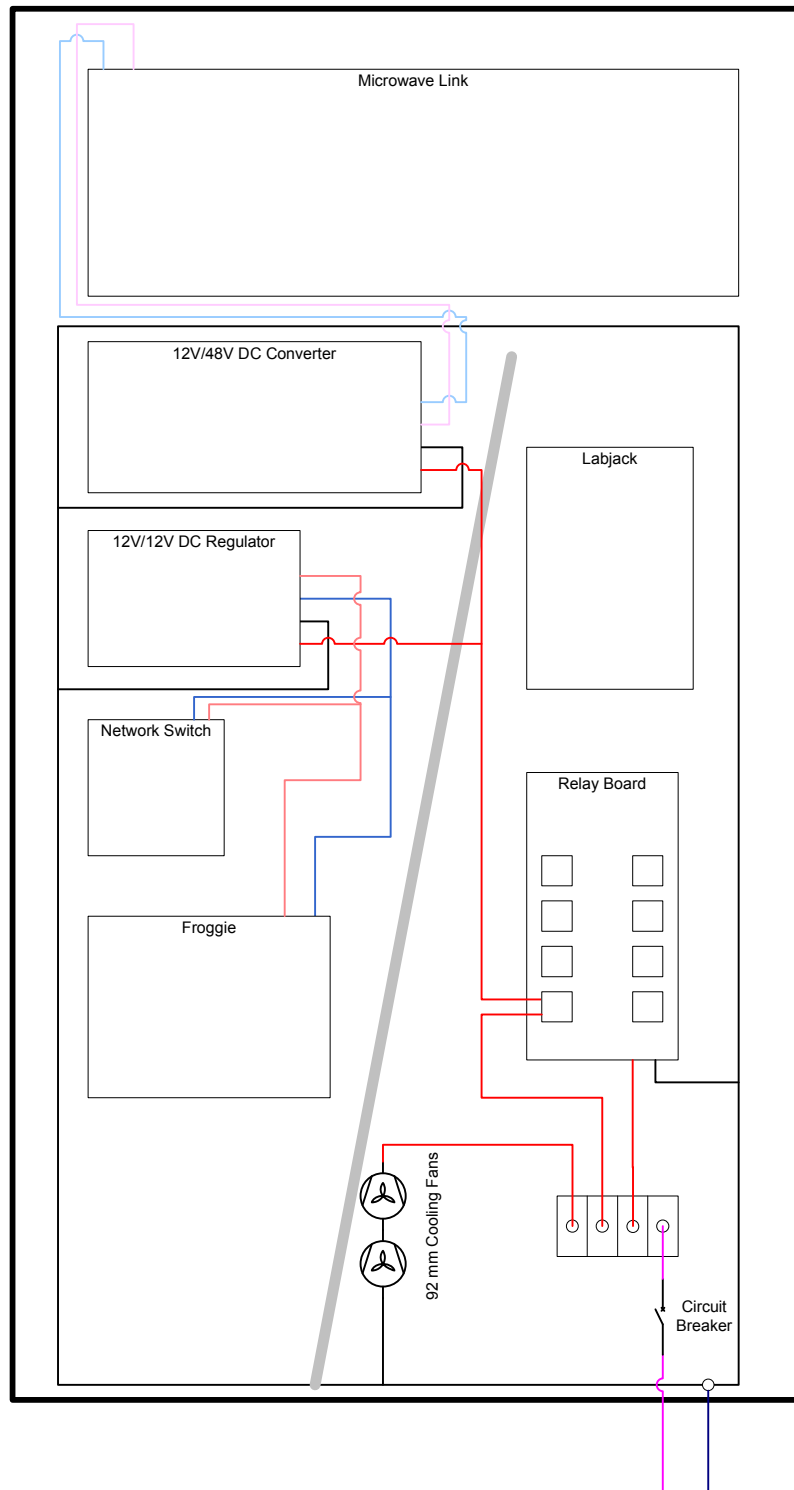 Microwave Link
12V/48V DC Converter
Labjack
12V/12V DC Regulator
Network Switch
Relay Board
Froggie
92 mm Cooling Fans
Circuit
Breaker